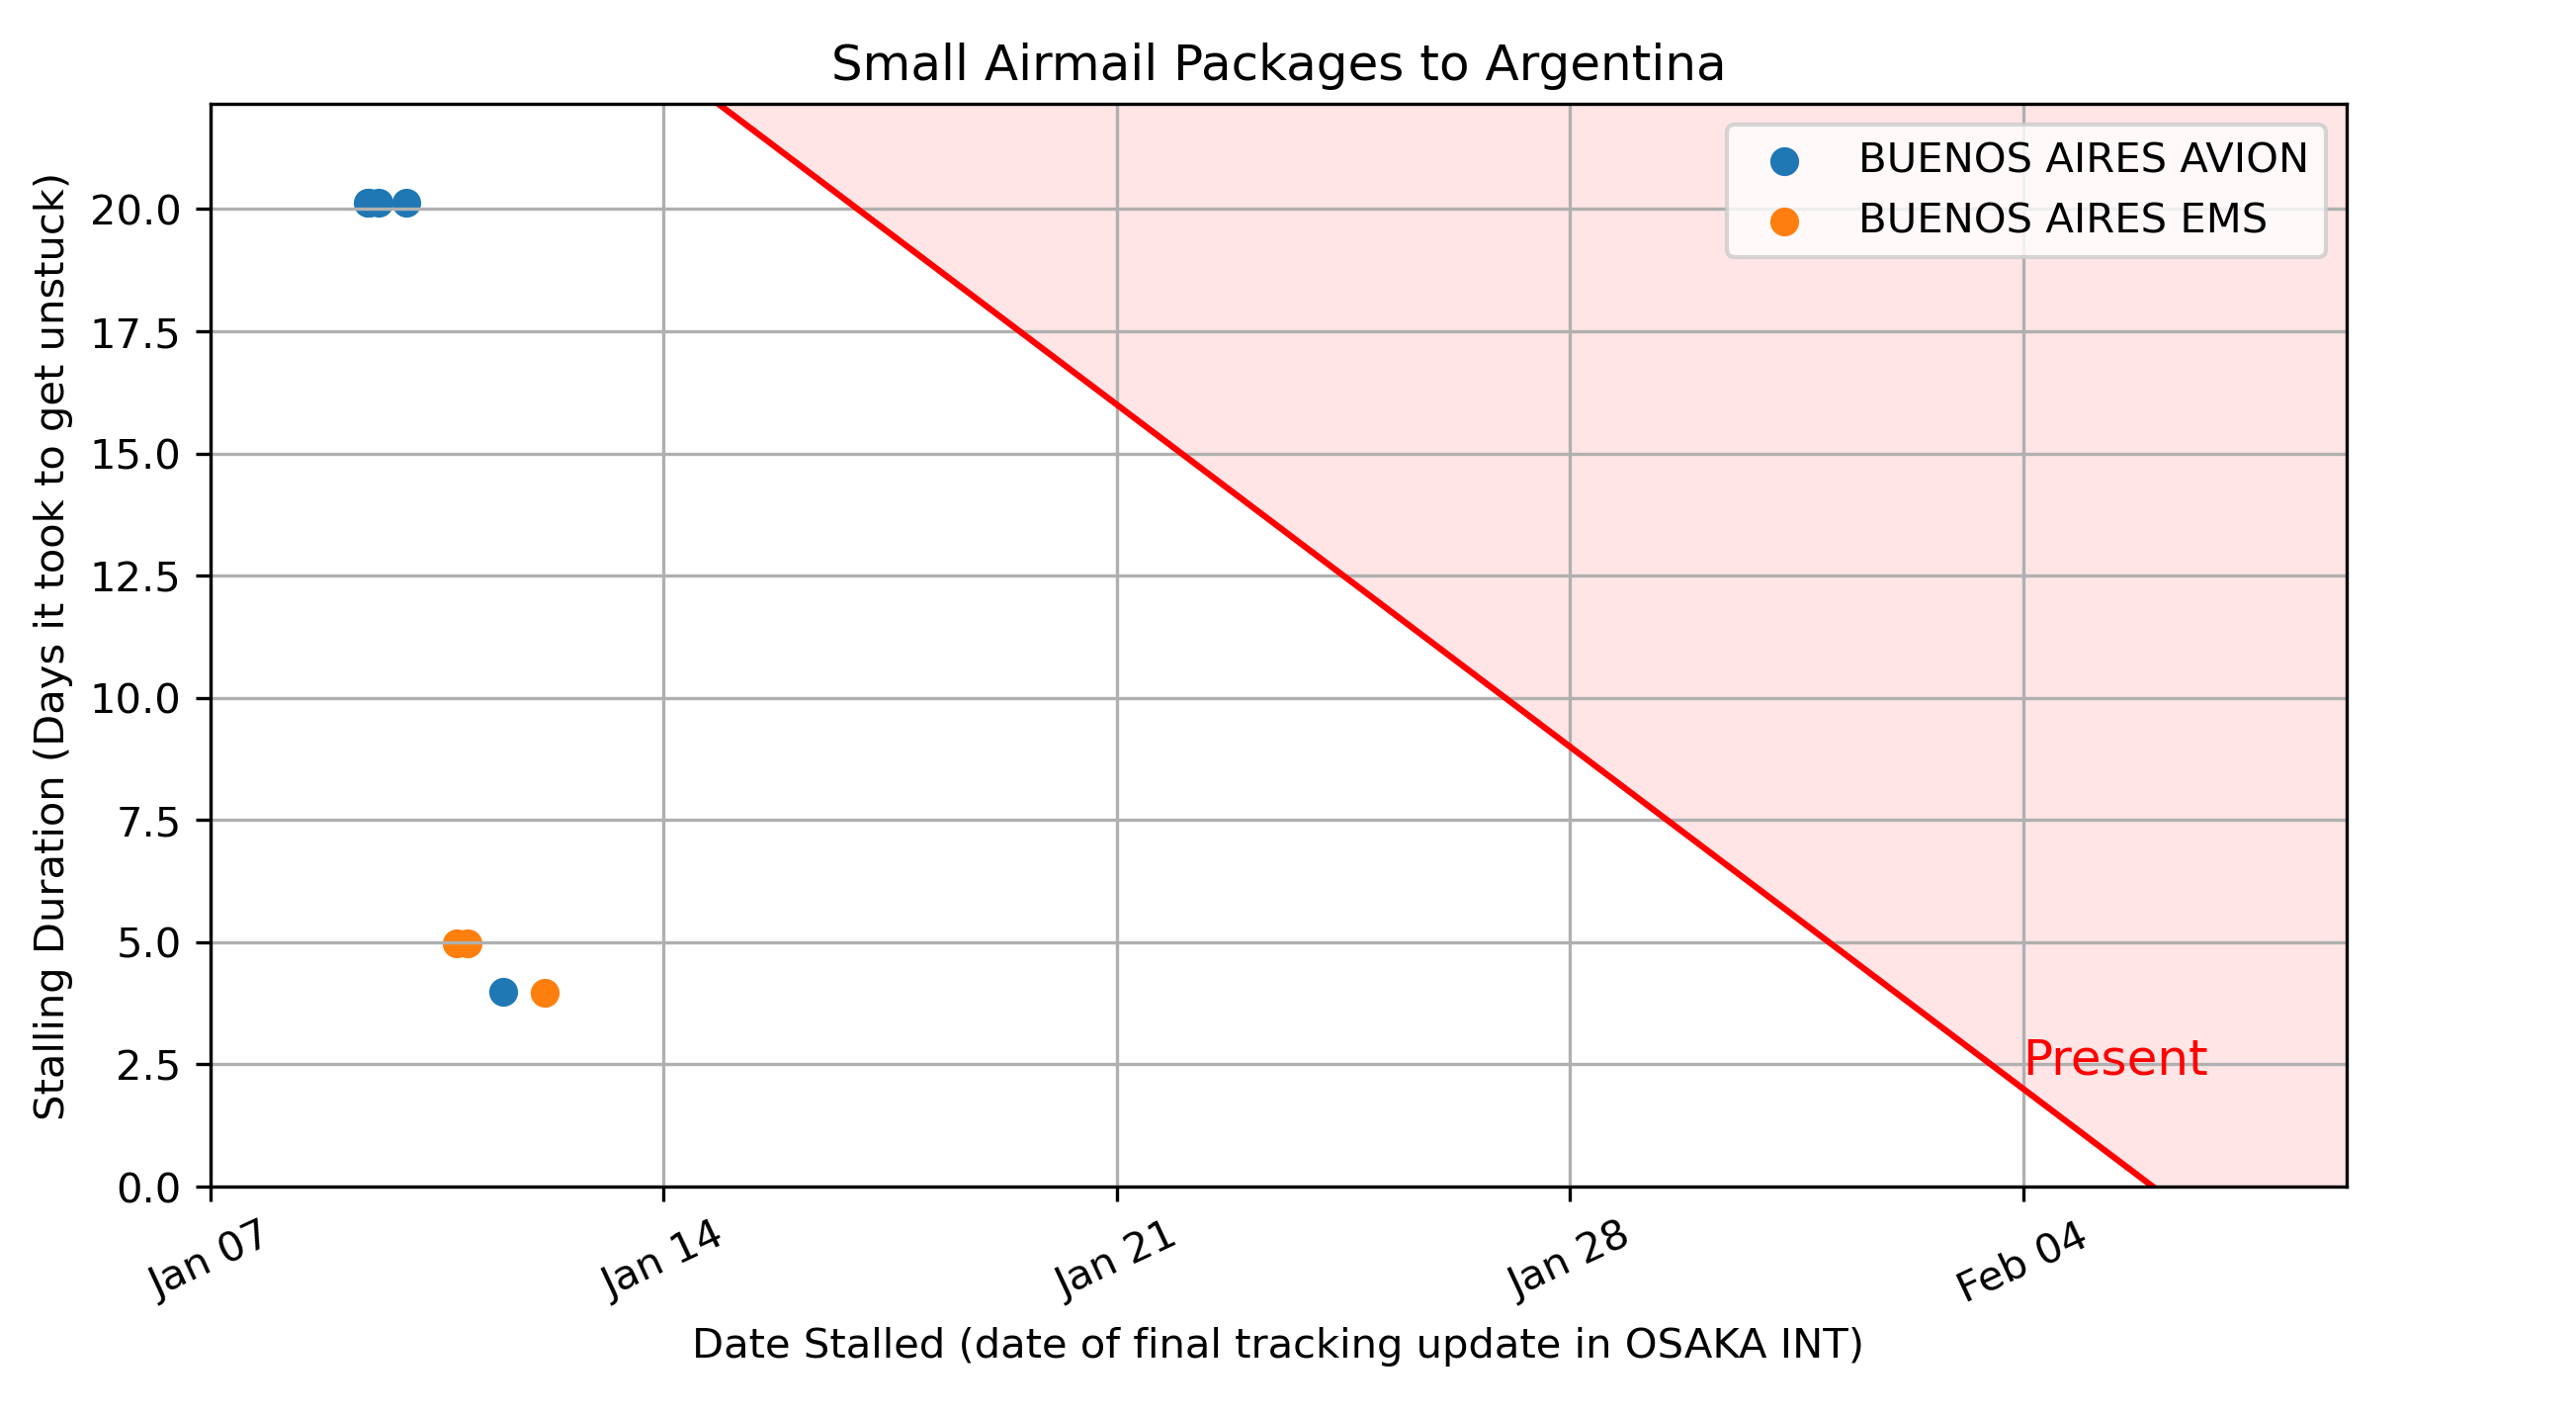 Small Airmail Packages to Argentina
BUENOS AIRES AVION
BUENOS AIRES EMS
Stalling Duration (Days it took to get unstuck)
20.0
17.5
15.0
12.5
10.0
7.5
5.0
2.5
0.0
Present
Jan 07
Jan 14
Jan 21
Jan 28
Feb 04
Date Stalled (date of final tracking update in OSAKA INT)